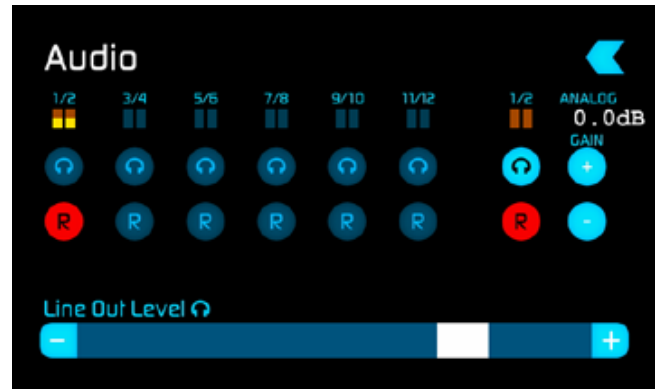 Audio
1/2 3/4 5/6 7/8 9/10 11/12 1/2 ANALOG
0.0dB
GAIN
+
R R R R R R R -
Line Out Level
- +